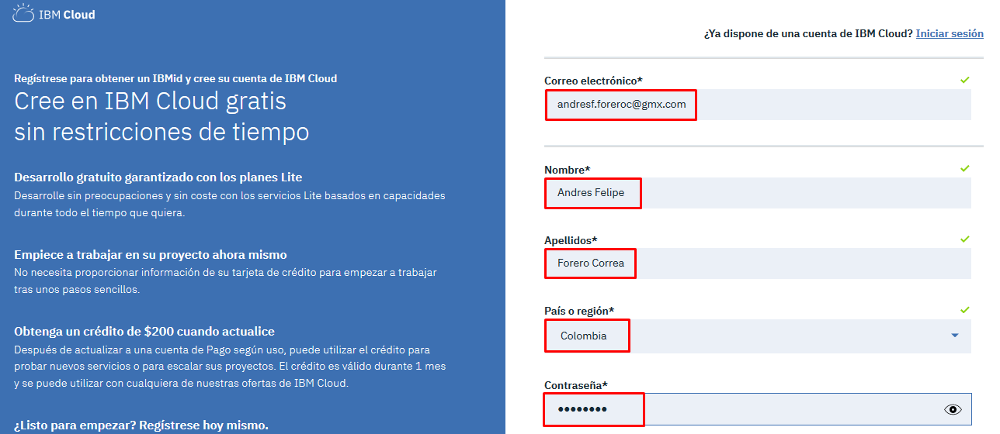 IBM Cloud
Regístrese para obtener un IBMid y cree su cuenta de IBM Cloud
Cree en IBM Cloud gratis
sin restricciones de tiempo
Desarrollo gratuito garantizado con los planes Lite
Desarrolle sin preocupaciones y sin coste con los servicios Lite basados en capacidades
durante todo el tiempo que quiera.
Empiece a trabajar en su proyecto ahora mismo
No necesita proporcionar información de su tarjeta de crédito para empezar a trabajar
tras unos pasos sencillos.
Obtenga un crédito de $200 cuando actualice
Después de actualizar a una cuenta de Pago según uso, puede utilizar el crédito para
probar nuevos servicios o para escalar sus proyectos. El crédito es válido durante 1 mes
y se puede utilizar con cualquiera de nuestras ofertas de IBM Cloud.
¿Listo para empezar? Regístrese hoy mismo.
¿Ya dispone de una cuenta de IBM Cloud? Iniciar sesión
Correo electrónico*
andresf.foreroc@gmx.com
Nombre*
Andres Felipe
Apellidos*
Forero Correa
País o región*
Colombia
Contraseña*
••••••••